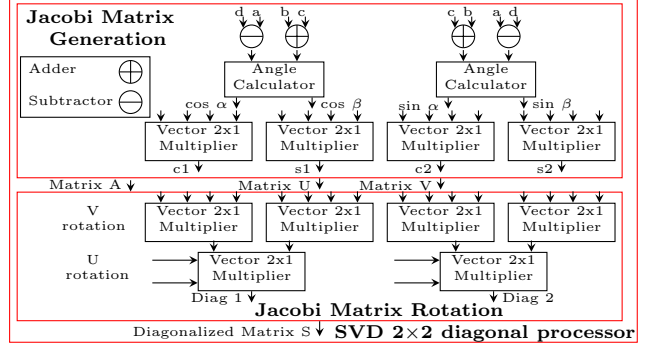 Jacobi Matrix
Generation
d a b c c b a d
Adder
Subtractor
Angle
Calculator
Angle
Calculator
cos α cos β sin α sin β
Vector 2x1
Multiplier
Vector 2x1
Multiplier
Vector 2x1
Multiplier
Vector 2x1
Multiplier
c1 s1 c2 s2
Matrix A Matrix U Matrix V
V
rotation
Vector 2x1
Multiplier
Vector 2x1
Multiplier
Vector 2x1
Multiplier
Vector 2x1
Multiplier
U
rotation
Vector 2x1
Multiplier
Vector 2x1
Multiplier
Diag 1 Diag 2
Jacobi Matrix Rotation
Diagonalized Matrix S SVD 2×2 diagonal processor